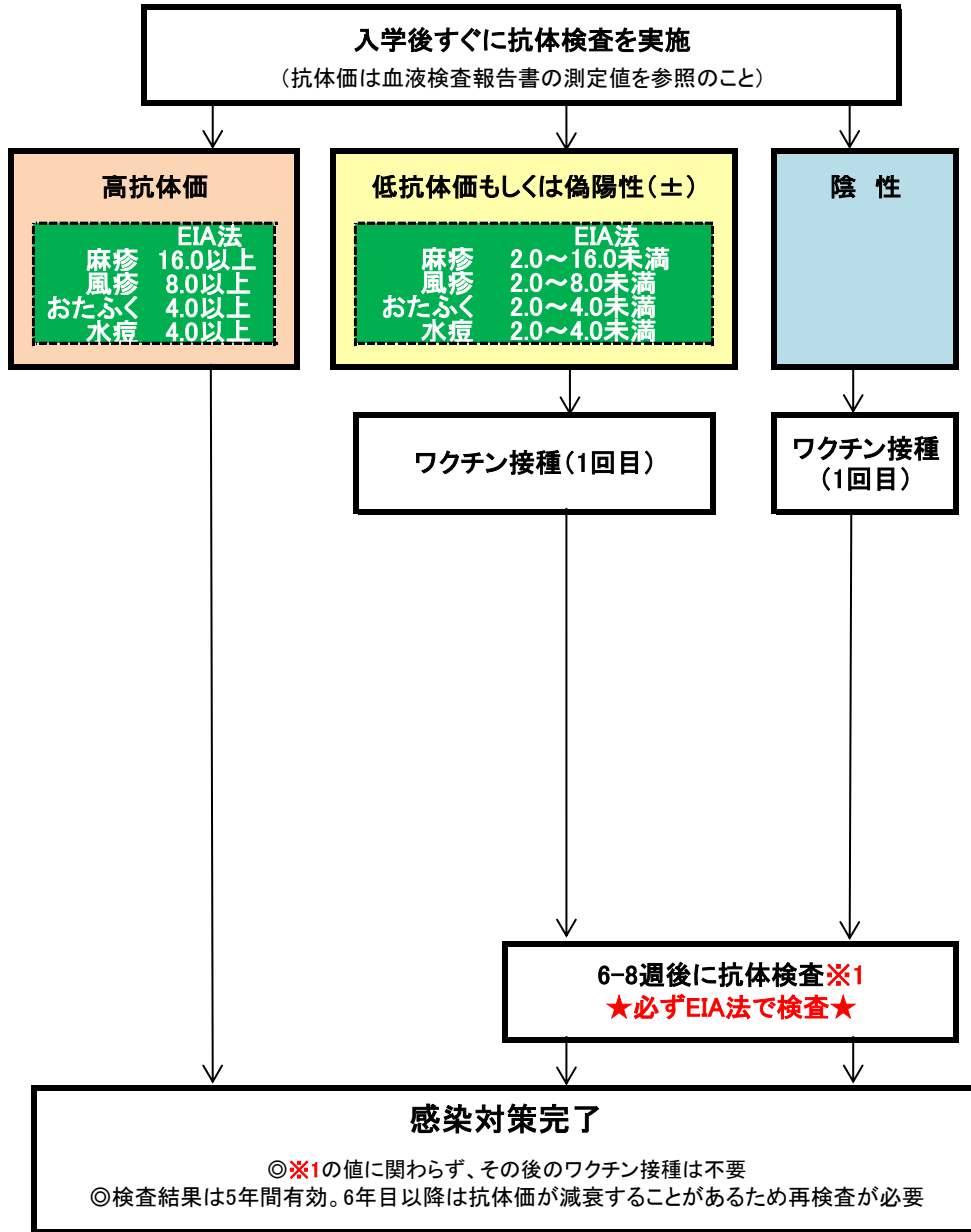 入学後すぐに抗体検査を実施
(抗体価は血液検査報告書の測定値を参照のこと)
高抗体価
EIA法
麻疹 16.0以上
風疹 8.0以上
おたふく 4.0以上
水痘 4.0以上
低抗体価もしくは偽陽性(±)
EIA法
麻疹 2.0～16.0未満
風疹 2.0～8.0未満
おたふく 2.0～4.0未満
水痘 2.0～4.0未満
陰 性
ワクチン接種(1回目)
ワクチン接種
(1回目)
6-8週後に抗体検査※1
★必ずEIA法で検査★
感染対策完了
◎※1の値に関わらず、その後のワクチン接種は不要
◎検査結果は5年間有効。6年目以降は抗体価が減衰することがあるため再検査が必要